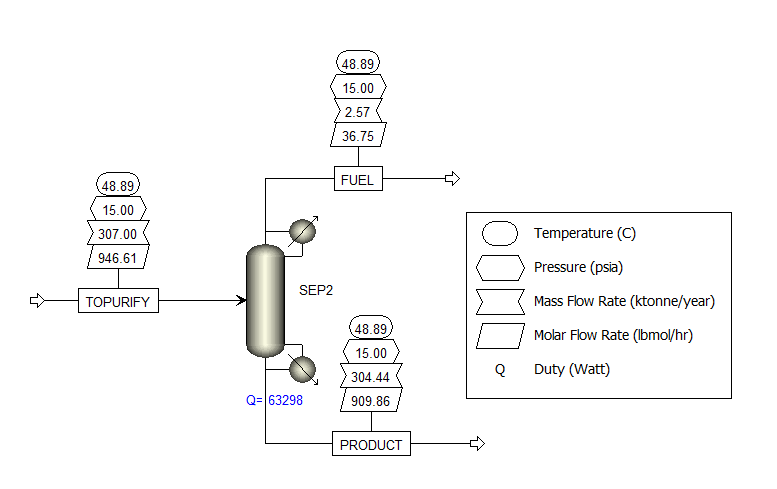 48.89
15.00
2.57
36.75
FUEL
48.89
15.00
307.00
946.61
TOPURIFY
SEP2
Q= 63298
48.89
15.00
304.44
909.86
PRODUCT
Temperature (C)
Pressure (psia)
Mass Flow Rate (ktonne/year)
Molar Flow Rate (lbmol/hr)
Q Duty (Watt)